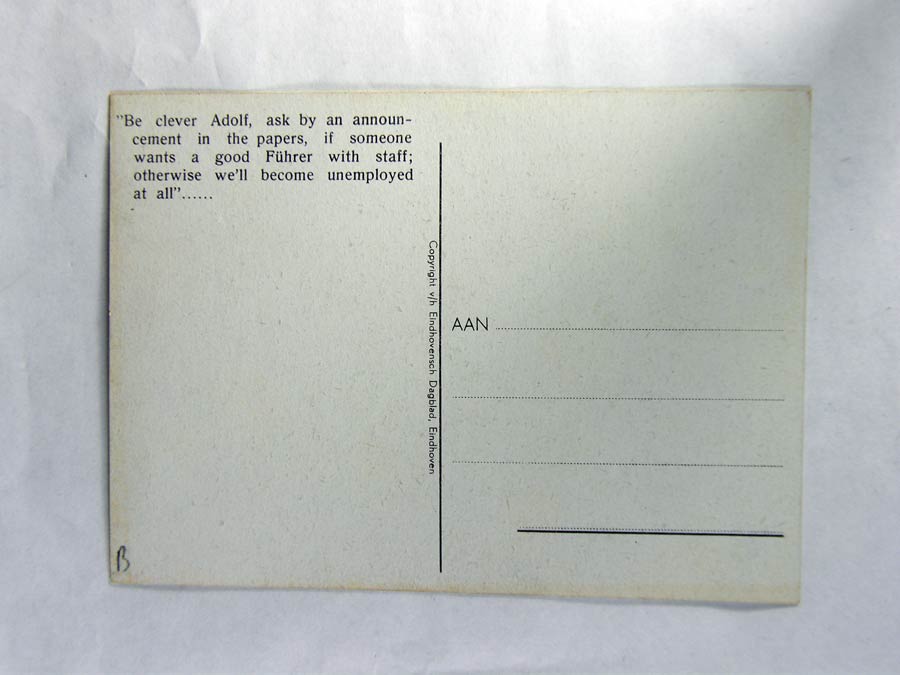 "Be clever Adolf, ask by an announ-
cement in the papers, if someone
wants a good Führer with staff;
otherwise we'll become unemployed
at all"......
Copyright v/h Eindhovensch Dagblad, Eindhoven
AAN
B